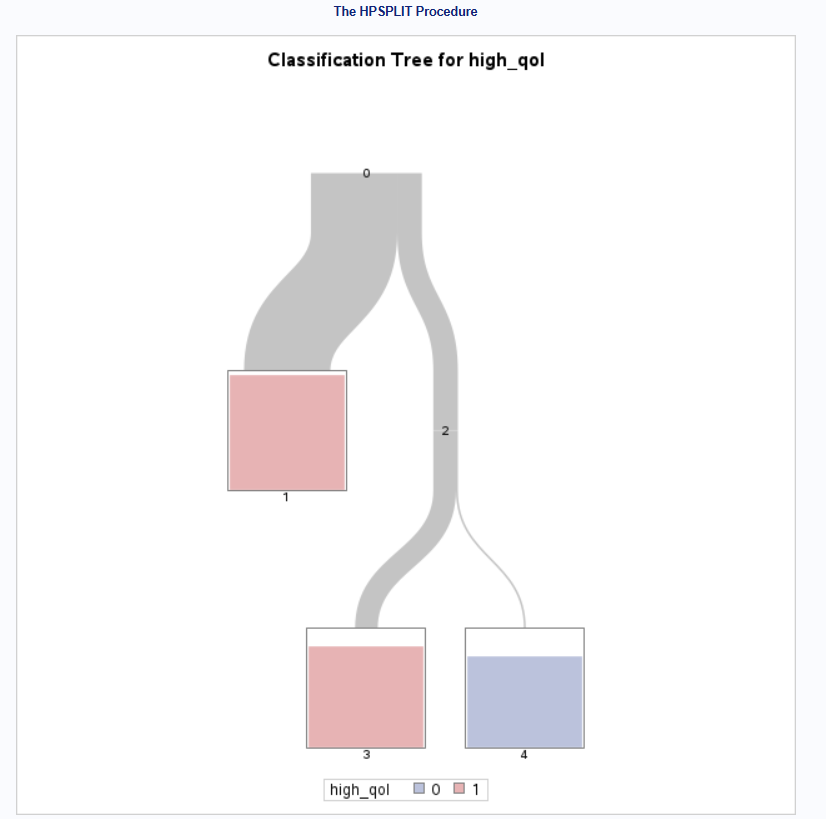 The HPSPLIT Procedure
Classification Tree for high_qol
0
1
2
3
4
high_qol 0 1